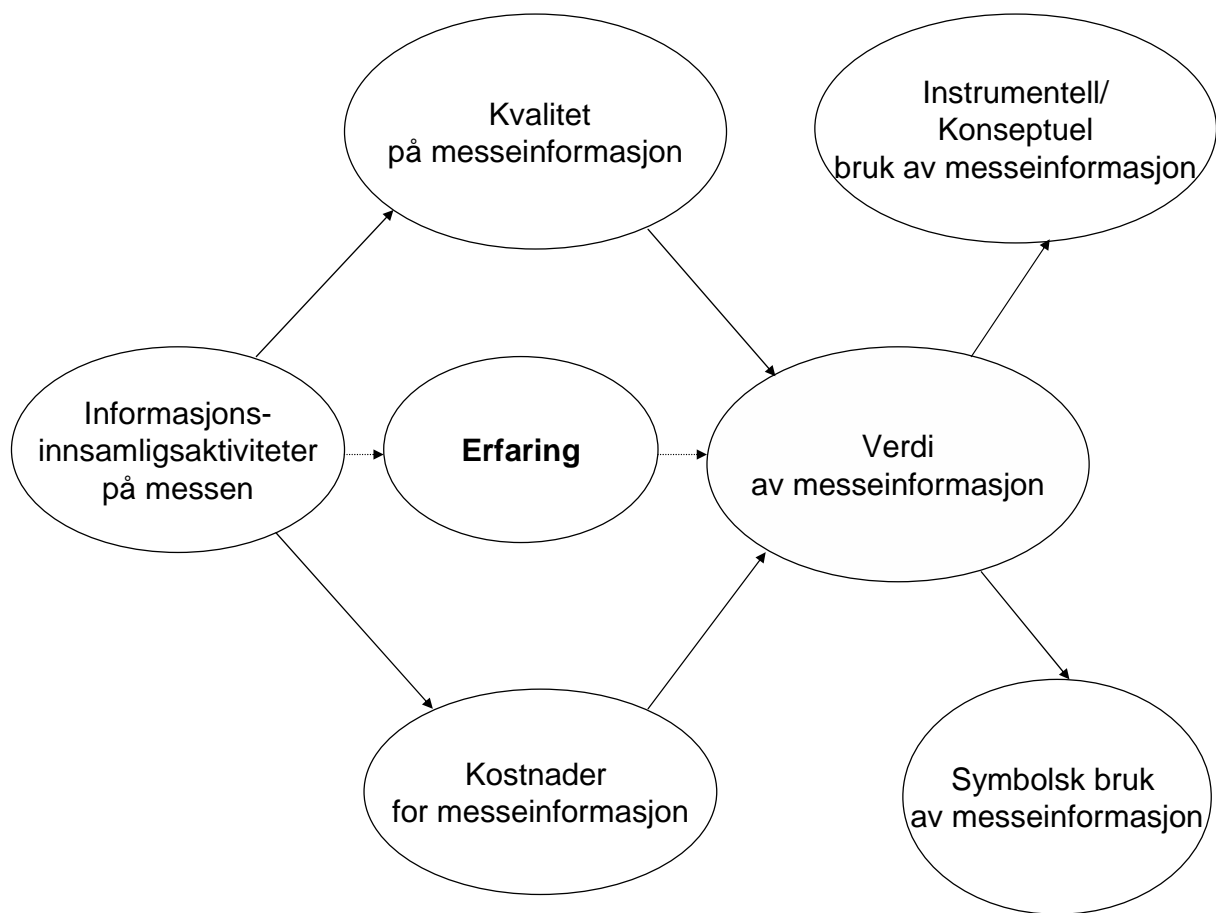 Kvalitet
på messeinformasjon
Instrumentell/
Konseptuel
bruk av messeinformasjon
Informasjons-
innsamligsaktiviteter
på messen
Erfaring
Verdi
av messeinformasjon
Kostnader
for messeinformasjon
Symbolsk bruk
av messeinformasjon